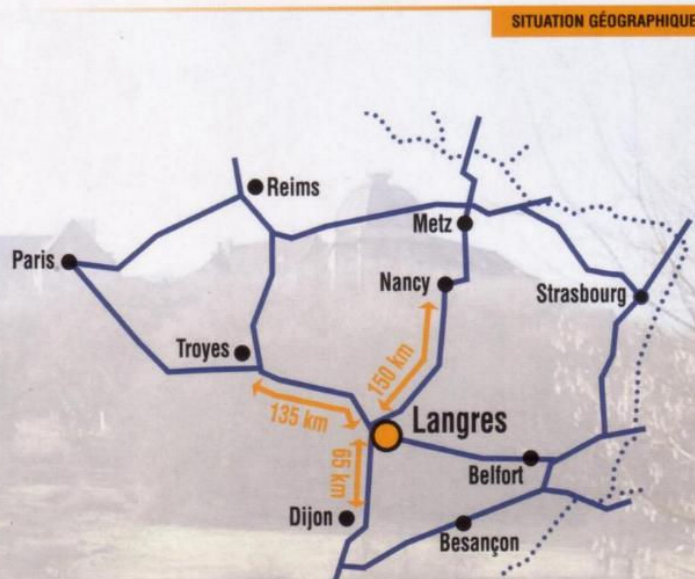 SITUATION GÉOGRAPHIQUE
Reims
Metz
Paris
Nancy
Strasbourg
Troyes
150 km
135 km
Langres
65 km
Belfort
Dijon
Besançon